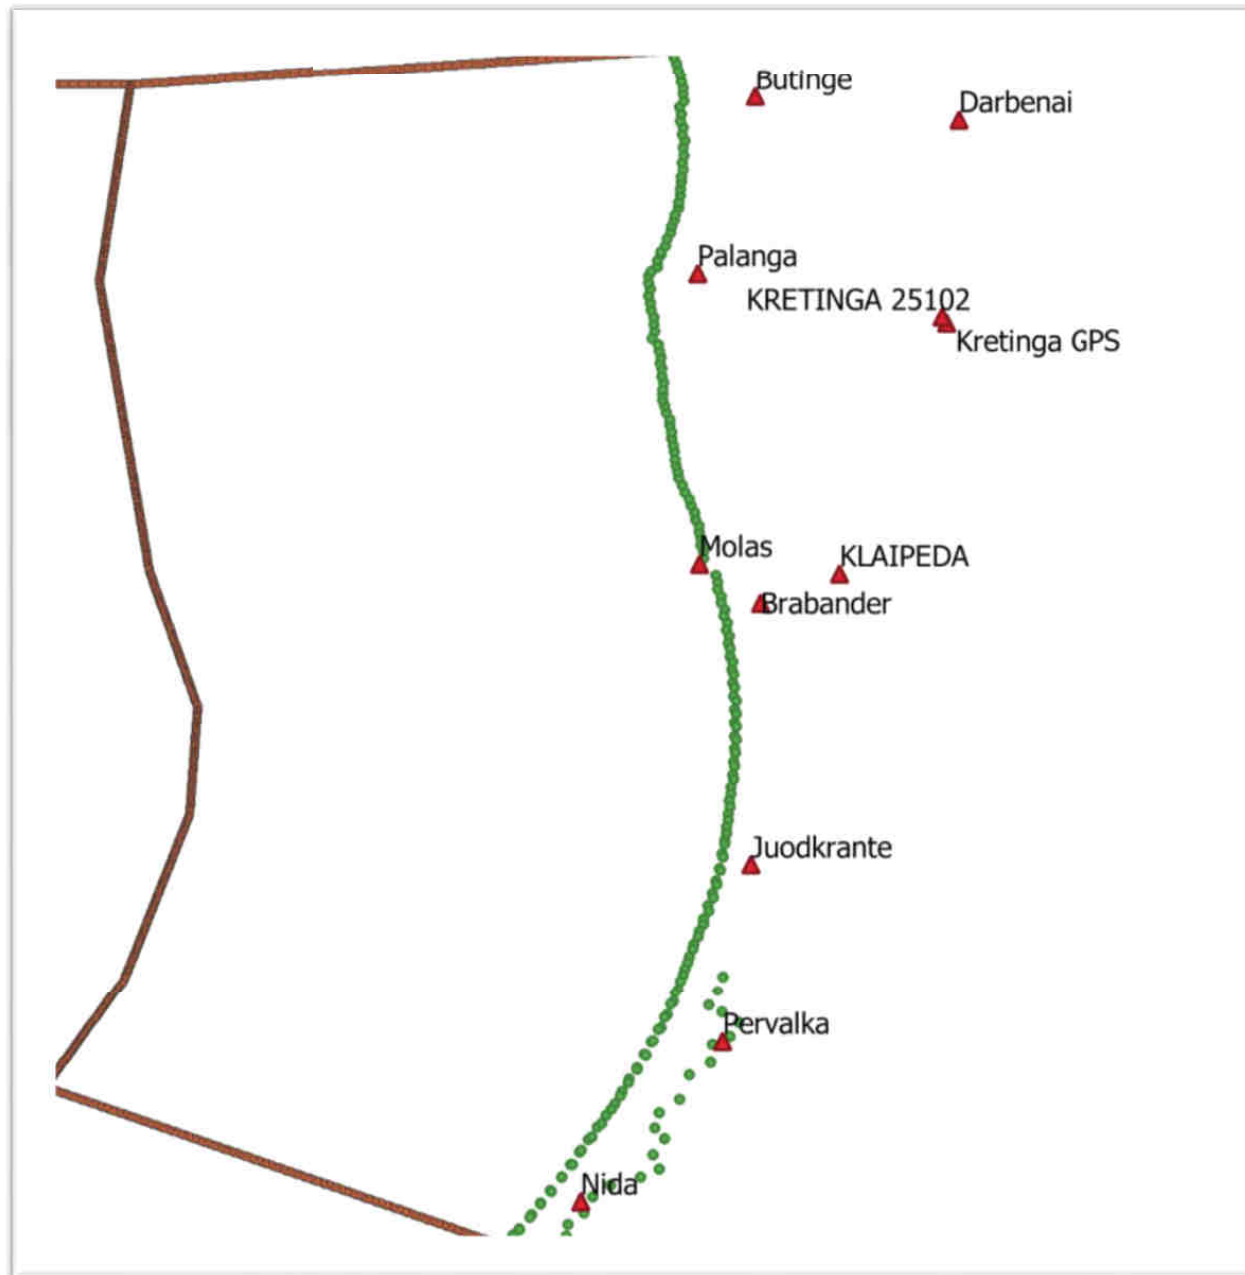 Butinge
Darbenai
Palanga
KRETINGA 25102
Kretinga GPS
Molas
KLAIPEDA
Brabander
Juodkrante
Pervalka
Nida